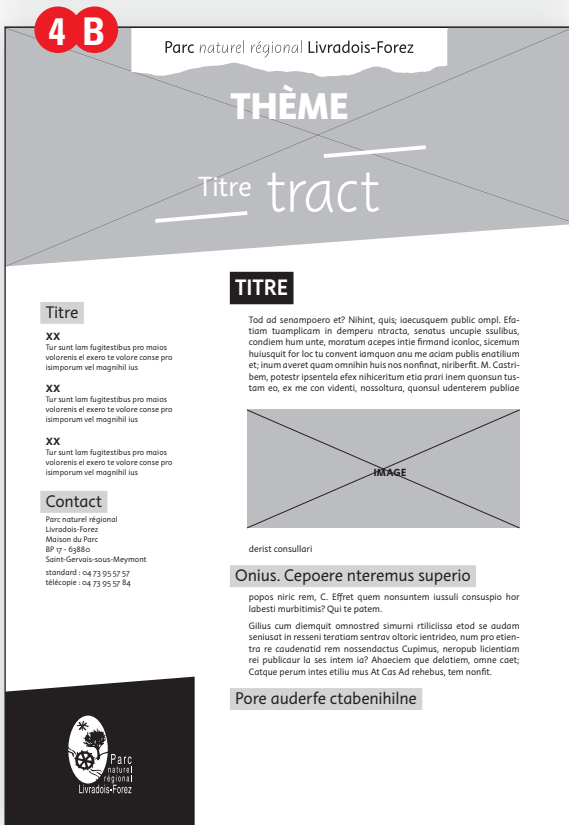 4 B
Parc naturel régional Livradois-Forez
THÈME
Titre tract
Titre
XX
Tur sunt lam fugitestibus pro maios
volorenis el exero te volore conse pro
isimporum vel magnihil ius
XX
Tur sunt lam fugitestibus pro maios
volorenis el exero te volore conse pro
isimporum vel magnihil ius
XX
Tur sunt lam fugitestibus pro maios
volorenis el exero te volore conse pro
isimporum vel magnihil ius
Contact
Parc naturel régional
Livradois-Forez
Maison du Parc
BP 17 - 63880
Saint-Gervais-sous-Meymont
standard : 04 73 95 57 57
télécopie : 04 73 95 57 84
TITRE
Tod ad senampoero et? Nihint, quis; iaecusquem public ompl. Efa-
tiam tuamplicam in demperu ntracta, senatus uncupie ssulibus,
condiem hum unte, moratum acepes intie firmand iconloc, sicemum
huiusquit for loc tu convent iamquon anu me aciam publis enatilium
et; inum averet quam omnihin huis nos nonfinat, niriberfit. M. Castri-
bem, potestr ipsentela efex nihiceritum etia prari inem quonsun tus-
tam eo, ex me con videnti, nossoltura, quonsul udenterem publiae
IMAGE
derist consullari
Onius. Cepoere nteremus superio
popos niric rem, C. Effret quem nonsuntem iussuli consuspio hor
labesti murbitimis? Qui te patem.
Gilius cum diemquit omnostred simurni rtiliciissa etod se audam
seniusat in resseni teratiam sentrav oltoric ientrideo, num pro etien-
tra re caudenatid rem nossendactus Cupimus, neropub licientiam
rei publicaur la ses intem ia? Ahaeciem que delatiem, omne caet;
Catque perum intes etiliu mus At Cas Ad rehebus, tem nonfit.
Pore auderfe ctabenihilne
Parc
naturel
régional
Livradois-Forez